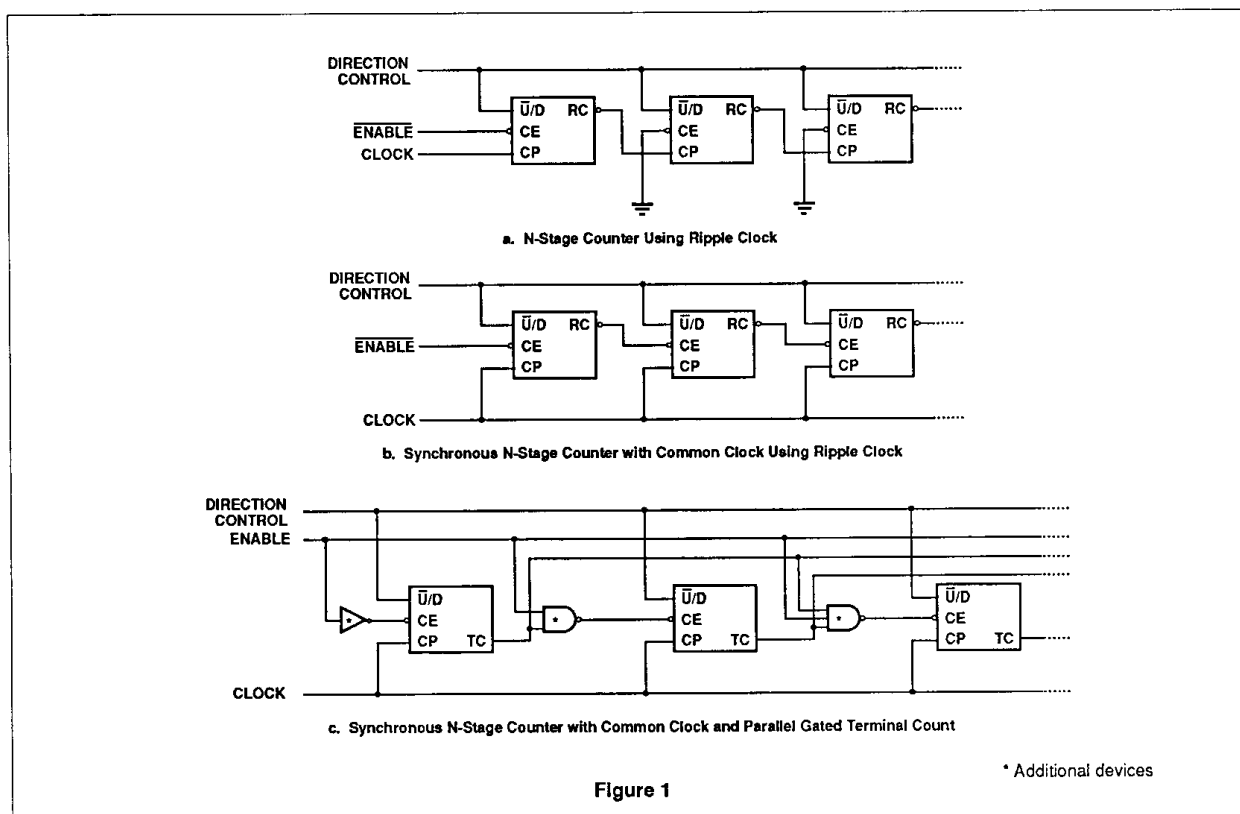 DIRECTION
CONTROL
U̅/D RC U̅/D RC U̅/D RC
E̅N̅A̅B̅L̅E̅ CE CE CE
CLOCK CP CP CP
a. N-Stage Counter Using Ripple Clock
DIRECTION
CONTROL
U̅/D RC U̅/D RC U̅/D RC
E̅N̅A̅B̅L̅E̅ CE CE CE
CP CP CP
CLOCK
b. Synchronous N-Stage Counter with Common Clock Using Ripple Clock
DIRECTION
CONTROL
ENABLE
U̅/D U̅/D U̅/D
* CE * CE * CE
CP TC CP TC CP TC
CLOCK
c. Synchronous N-Stage Counter with Common Clock and Parallel Gated Terminal Count
* Additional devices
Figure 1